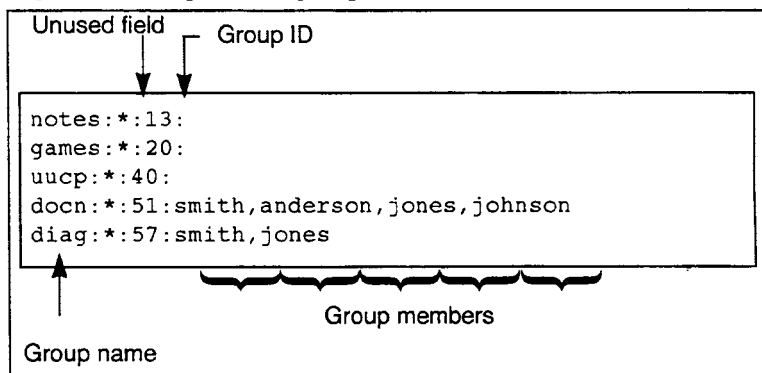 Unused field
Group ID
notes:*:13:
games:*:20:
uucp:*:40:
docn:*:51:smith,anderson,jones,johnson
diag:*:57:smith,jones
Group members
Group name